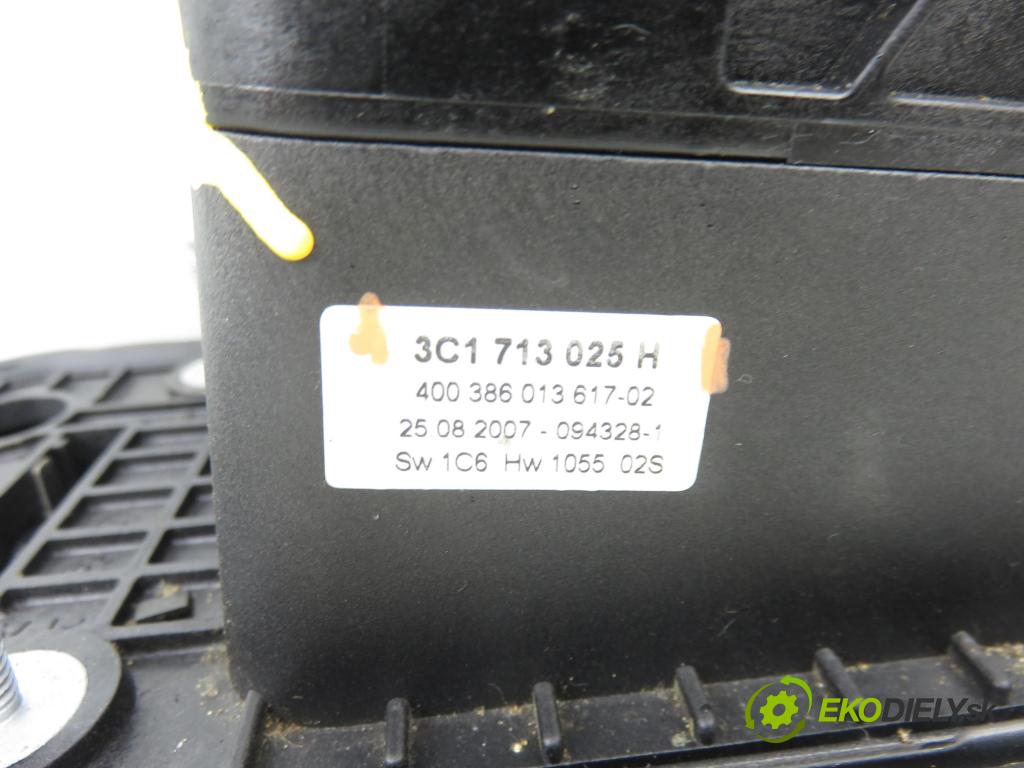 3C1 713 025 H
400 386 013 617-02
25 08 2007 - 094328-1
Sw 1C6 Hw 1055 02S
EKODIELY.sk